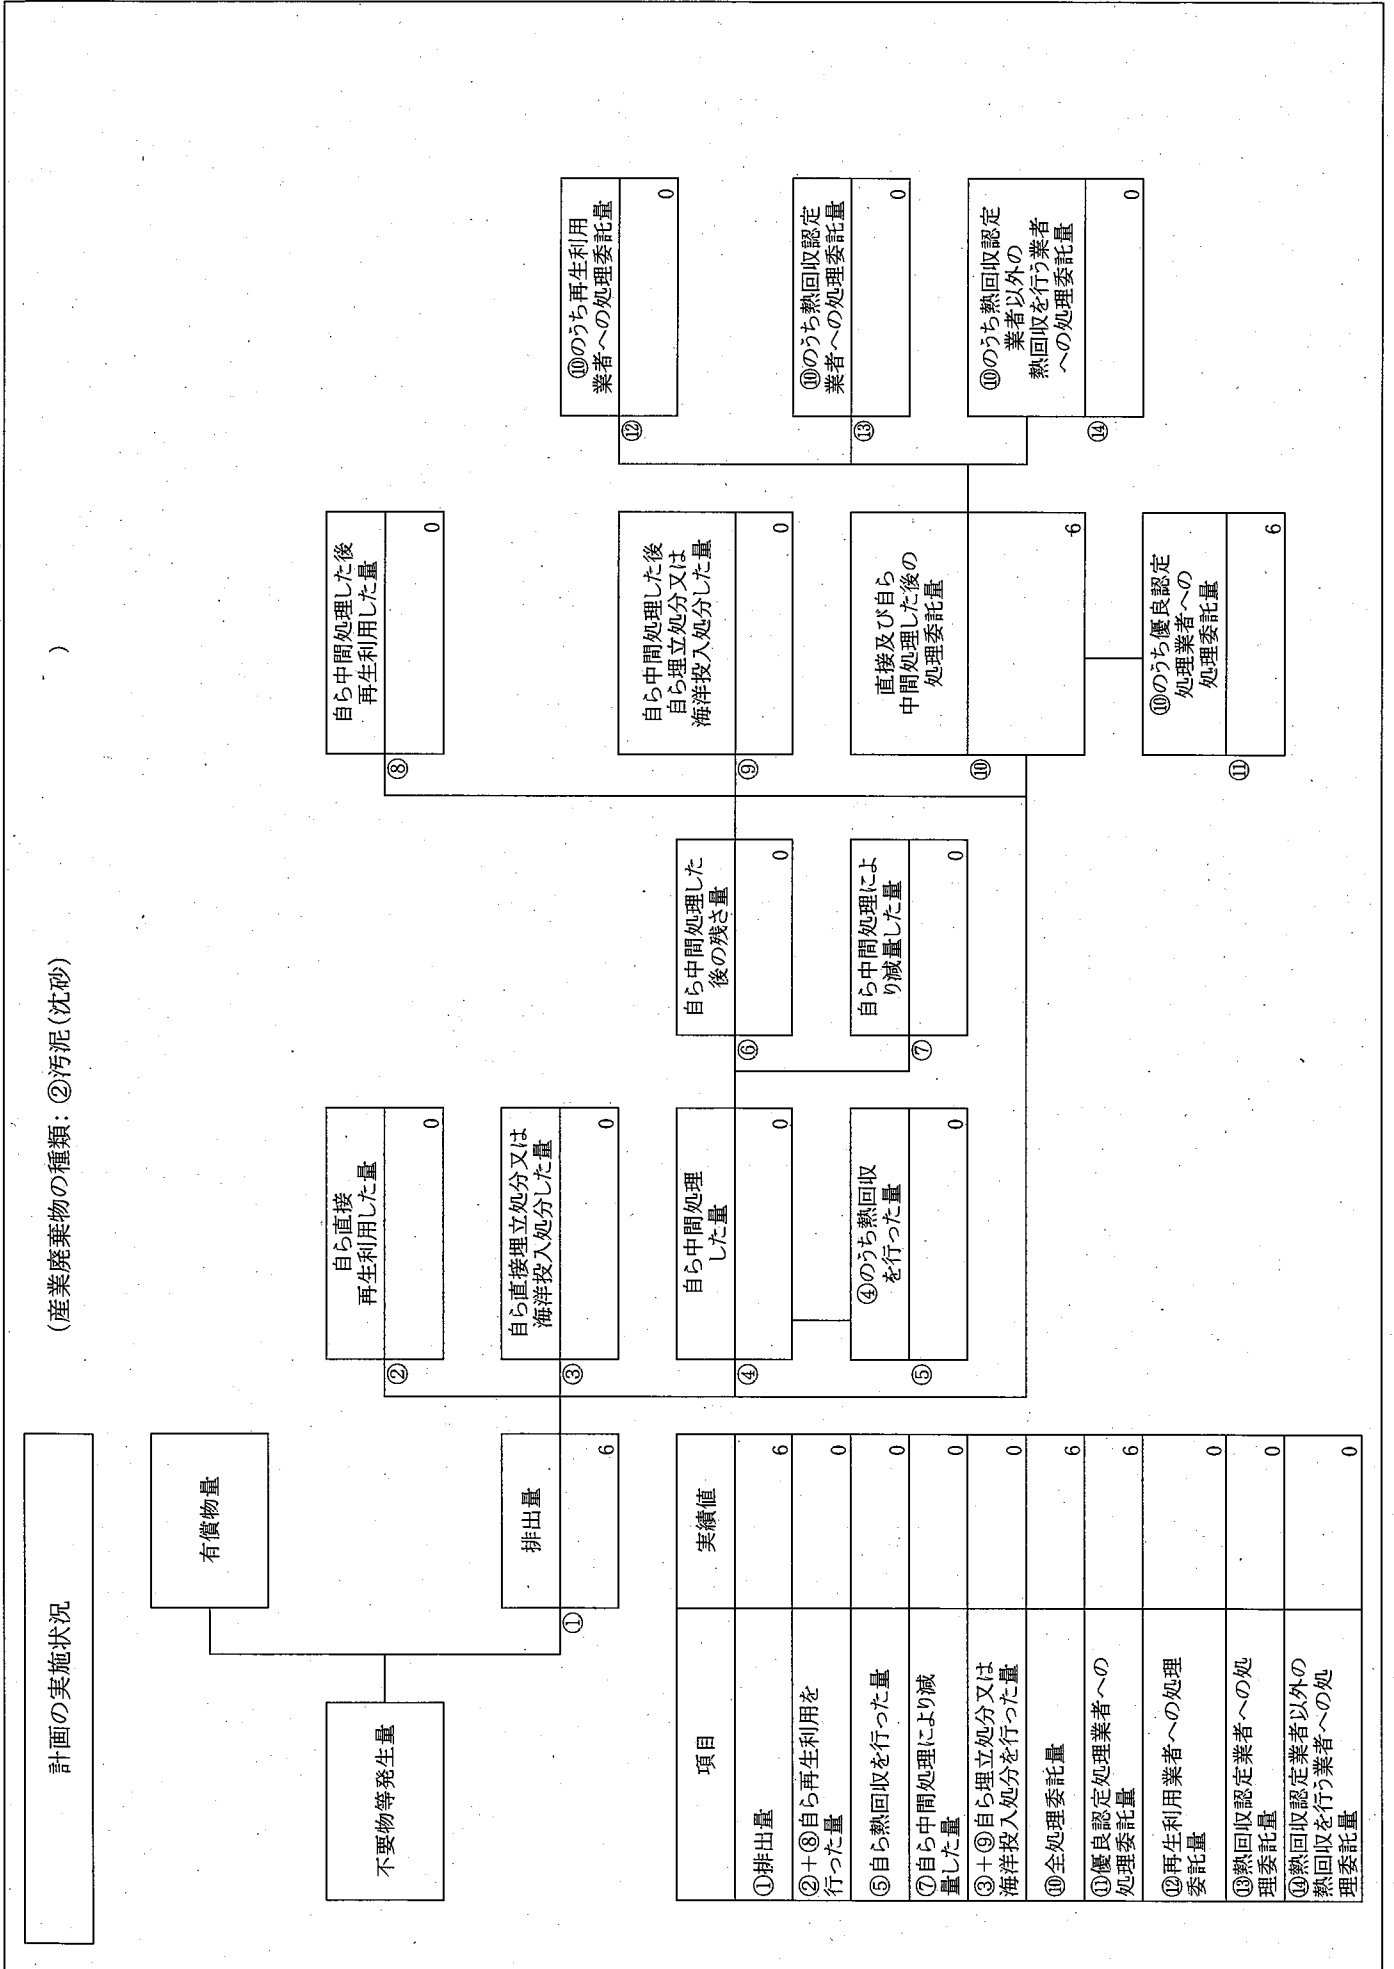 計画の実施状況
(産業廃棄物の種類:②汚泥(沈砂)
)
不要物等発生量
有償物量
①
排出量
6
②
自ら直接
再生利用した量
0
③
自ら直接埋立処分又は
海洋投入処分した量
0
④
自ら中間処理
した量
0
⑤
④のうち熱回収
を行った量
0
⑥
自ら中間処理した
後の残さ量
0
⑦
自ら中間処理によ
り減量した量
0
⑧
自ら中間処理した後
再生利用した量
0
⑨
自ら中間処理した後
自ら埋立処分又は
海洋投入処分した量
0
⑩
直接及び自ら
中間処理した後の
処理委託量
6
⑪
⑩のうち優良認定
処理業者への
処理委託量
6
⑫
⑩のうち再生利用
業者への処理委託量
0
⑬
⑩のうち熱回収認定
業者への処理委託量
0
⑭
⑩のうち熱回収認定
業者以外の
熱回収を行う業者
への処理委託量
0
項目 実績値
①排出量 6
②+⑧自ら再生利用を
行った量 0
⑤自ら熱回収を行った量 0
⑦自ら中間処理により減
量した量 0
③+⑨自ら埋立処分又は
海洋投入処分を行った量 0
⑩全処理委託量 6
⑪優良認定処理業者への
処理委託量 6
⑫再生利用業者への処理
委託量 0
⑬熱回収認定業者への処
理委託量 0
⑭熱回収認定業者以外の
熱回収を行う業者への処
理委託量 0